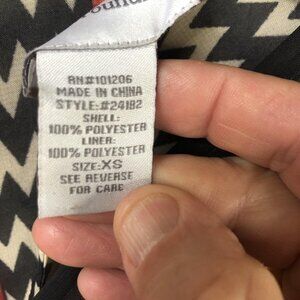 RN#101206
MADE IN CHINA
STYLE:#24182
SHELL:
100% POLYESTER
LINER:
100% POLYESTER
SIZE:XS
SEE REVERSE
FOR CARE